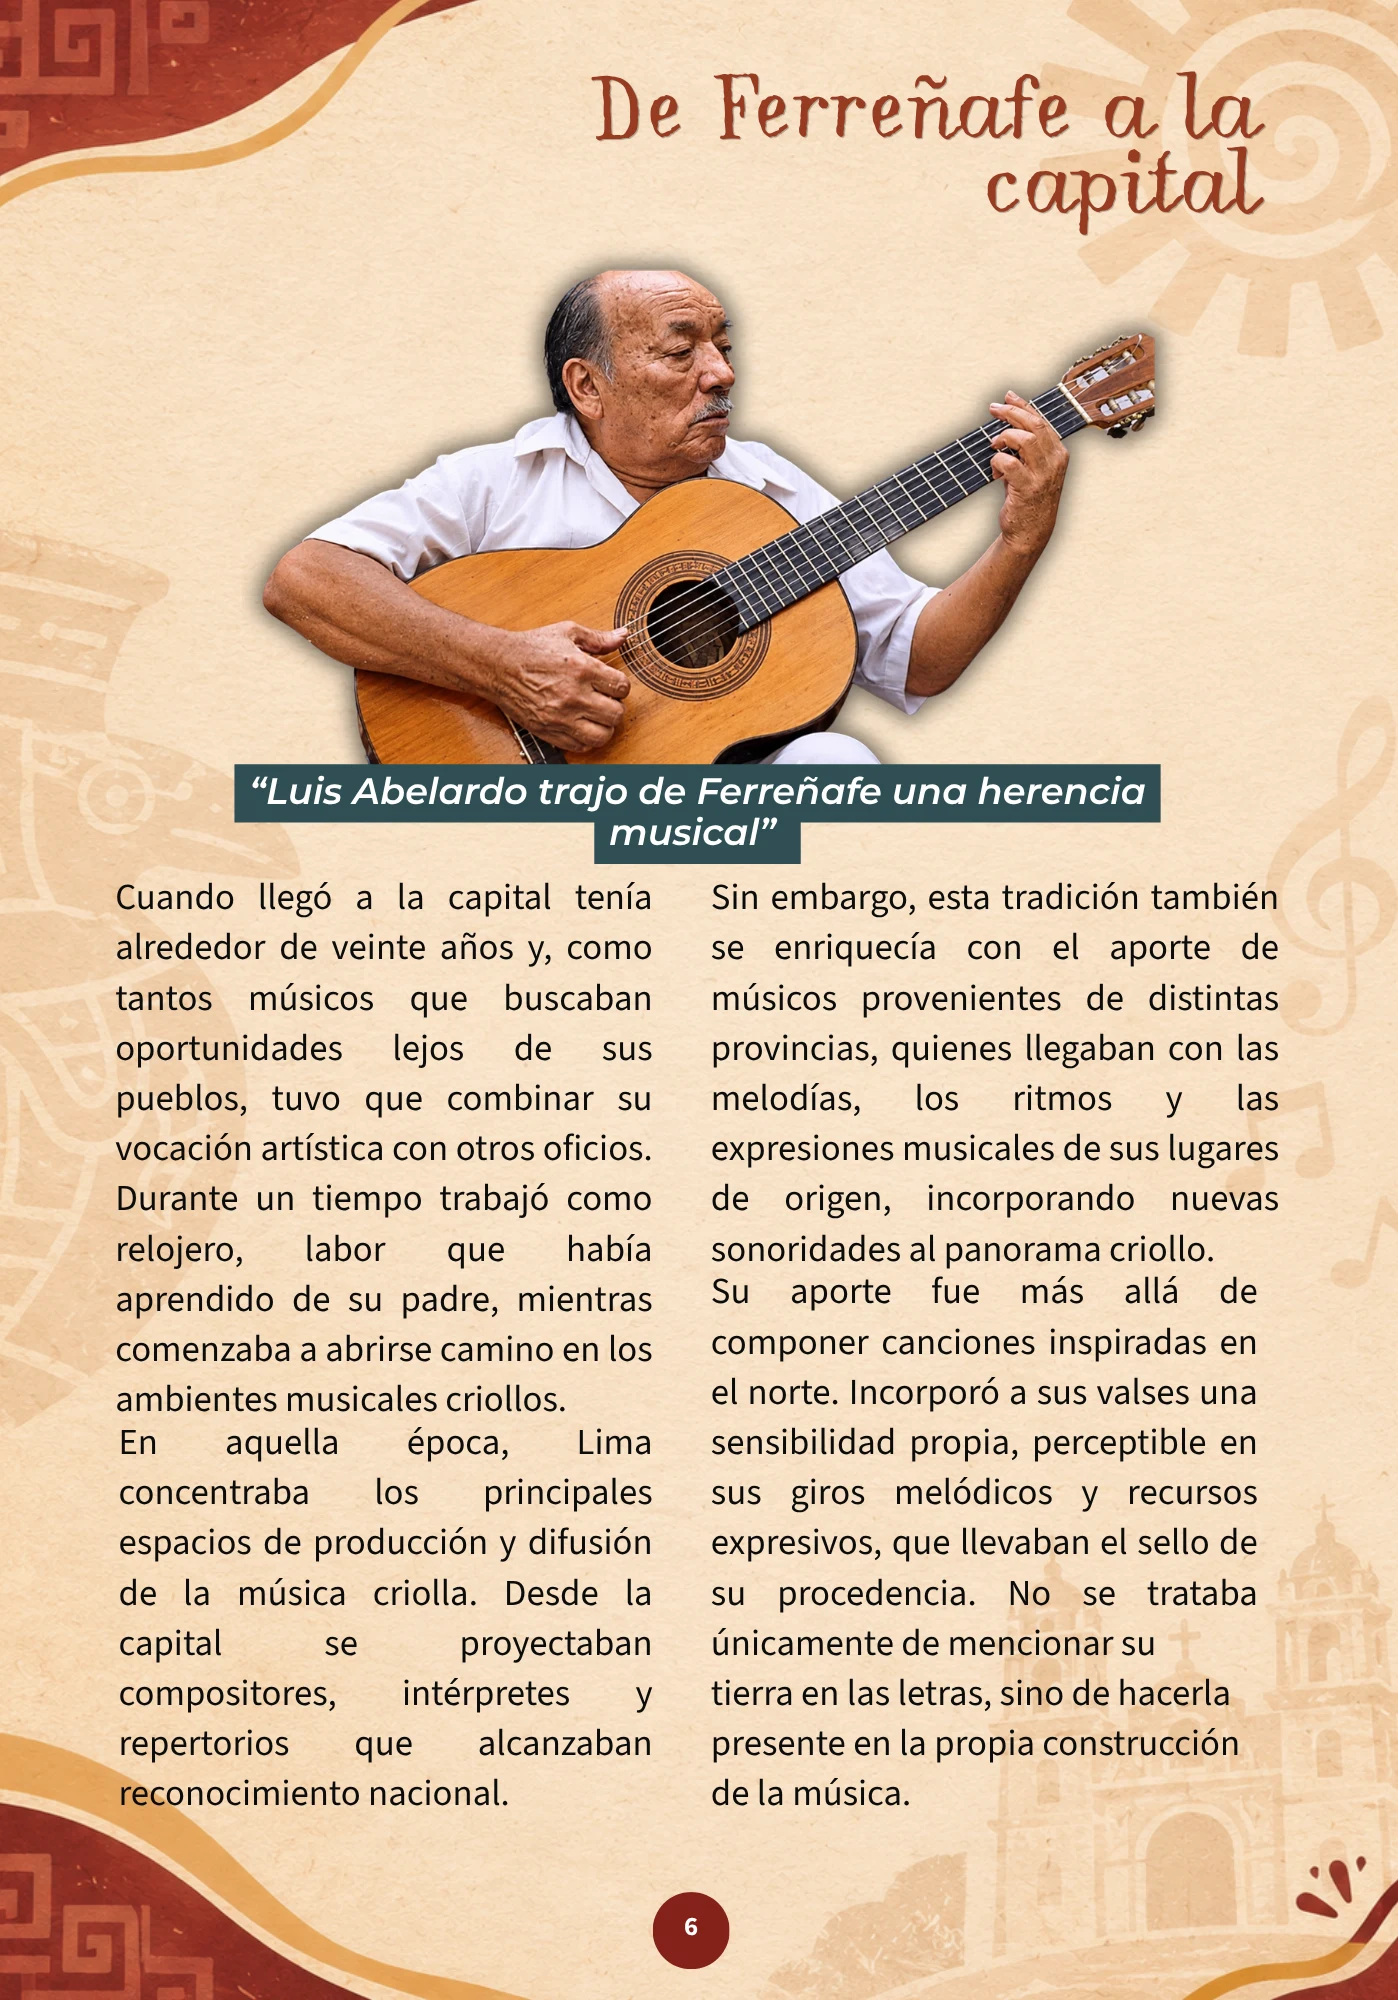 De Ferreñafe a la
capital
“Luis Abelardo trajo de Ferreñafe una herencia
musical”
Cuando llegó a la capital tenía
alrededor de veinte años y, como
tantos músicos que buscaban
oportunidades lejos de sus
pueblos, tuvo que combinar su
vocación artística con otros oficios.
Durante un tiempo trabajó como
relojero, labor que había
aprendido de su padre, mientras
comenzaba a abrirse camino en los
ambientes musicales criollos.
En aquella época, Lima
concentraba los principales
espacios de producción y difusión
de la música criolla. Desde la
capital se proyectaban
compositores, intérpretes y
repertorios que alcanzaban
reconocimiento nacional.
Sin embargo, esta tradición también
se enriquecía con el aporte de
músicos provenientes de distintas
provincias, quienes llegaban con las
melodías, los ritmos y las
expresiones musicales de sus lugares
de origen, incorporando nuevas
sonoridades al panorama criollo.
Su aporte fue más allá de
componer canciones inspiradas en
el norte. Incorporó a sus valses una
sensibilidad propia, perceptible en
sus giros melódicos y recursos
expresivos, que llevaban el sello de
su procedencia. No se trataba
únicamente de mencionar su
tierra en las letras, sino de hacerla
presente en la propia construcción
de la música.
6